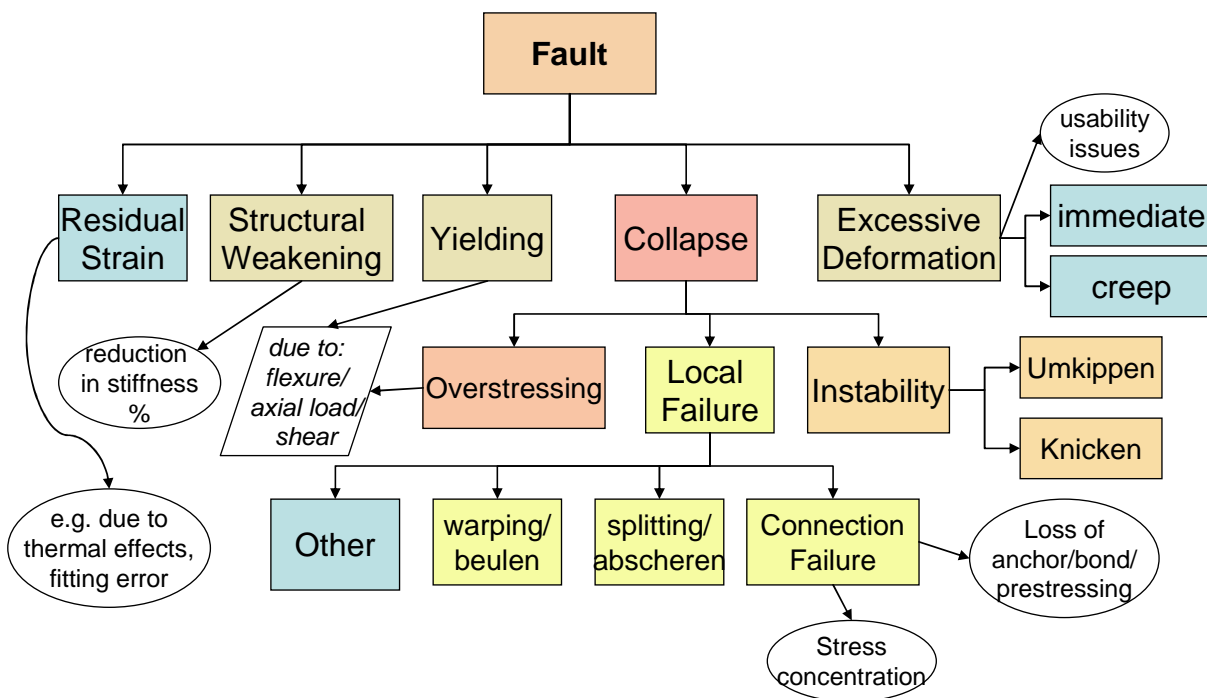 Fault
usability
issues
Residual
Strain
Structural
Weakening
Yielding
Collapse
Excessive
Deformation
immediate
creep
reduction
in stiffness
%
due to:
flexure/
axial load/
shear
Overstressing
Local
Failure
Instability
Umkippen
Knicken
e.g. due to
thermal effects,
fitting error
Other
warping/
beulen
splitting/
abscheren
Connection
Failure
Loss of
anchor/bond/
prestressing
Stress
concentration